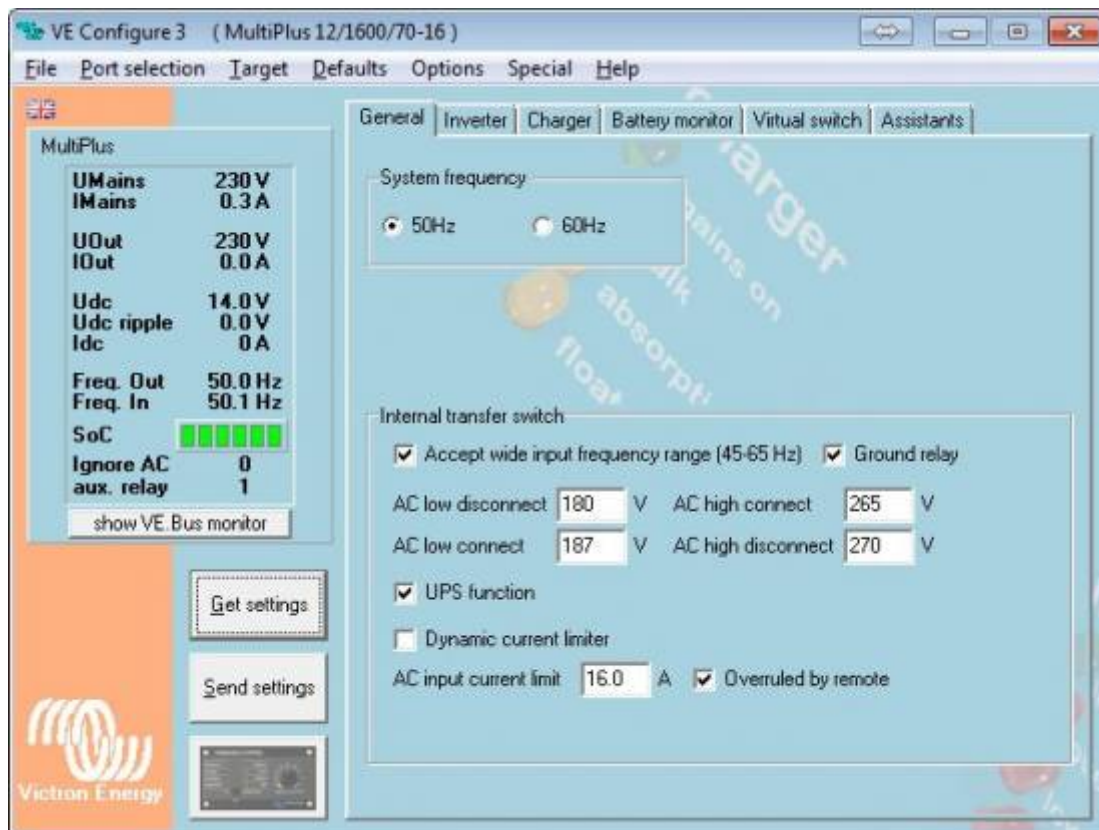 VE Configure 3 ( MultiPlus 12/1600/70-16 )
File Port selection Target Defaults Options Special Help
MultiPlus
UMains 230 V
IMains 0.3 A
UOut 230 V
IOut 0.0 A
Udc 14.0 V
Udc ripple 0.0 V
Idc 0 A
Freq. Out 50.0 Hz
Freq. In 50.1 Hz
SoC
Ignore AC 0
aux. relay 1
show VE.Bus monitor
Get settings
Send settings
Victron Energy
General Inverter Charger Battery monitor Virtual switch Assistants
System frequency
50Hz 60Hz
charger
mains on
bulk
absorpti
float
Internal transfer switch
Accept wide input frequency range (45-65 Hz) Ground relay
AC low disconnect 180 V AC high connect 265 V
AC low connect 187 V AC high disconnect 270 V
UPS function
Dynamic current limiter
AC input current limit 16.0 A Overruled by remote